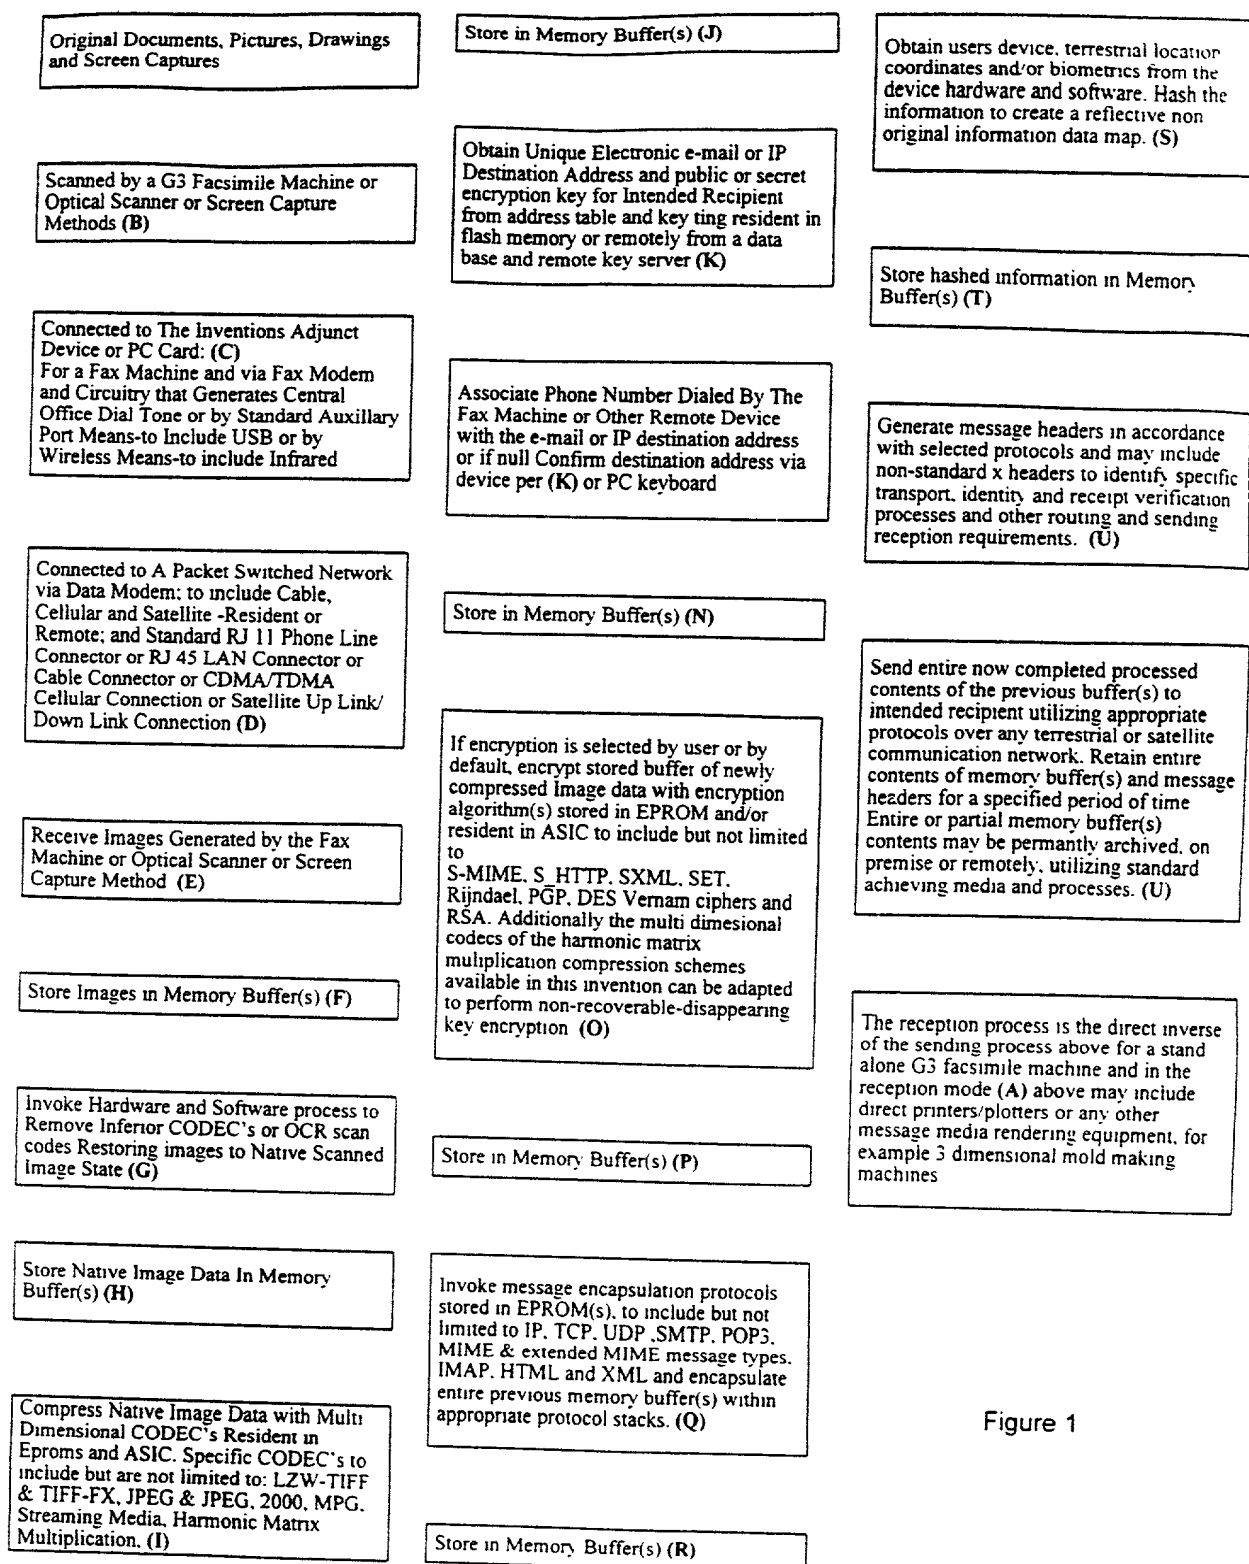 Original Documents, Pictures, Drawings
and Screen Captures
Scanned by a G3 Facsimile Machine or
Optical Scanner or Screen Capture
Methods (B)
Connected to The Inventions Adjunct
Device or PC Card: (C)
For a Fax Machine and via Fax Modem
and Circuitry that Generates Central
Office Dial Tone or by Standard Auxillary
Port Means-to Include USB or by
Wireless Means-to include Infrared
Connected to A Packet Switched Network
via Data Modem; to include Cable,
Cellular and Satellite -Resident or
Remote; and Standard RJ 11 Phone Line
Connector or RJ 45 LAN Connector or
Cable Connector or CDMA/TDMA
Cellular Connection or Satellite Up Link/
Down Link Connection (D)
Receive Images Generated by the Fax
Machine or Optical Scanner or Screen
Capture Method (E)
Store Images in Memory Buffer(s) (F)
Invoke Hardware and Software process to
Remove Inferior CODEC's or OCR scan
codes Restoring images to Native Scanned
Image State (G)
Store Native Image Data In Memory
Buffer(s) (H)
Compress Native Image Data with Multi
Dimensional CODEC's Resident in
Eproms and ASIC. Specific CODEC's to
include but are not limited to: LZW-TIFF
& TIFF-FX, JPEG & JPEG, 2000, MPG.
Streaming Media, Harmonic Matrix
Multiplication. (I)
Store in Memory Buffer(s) (J)
Obtain Unique Electronic e-mail or IP
Destination Address and public or secret
encryption key for Intended Recipient
from address table and key ting resident in
flash memory or remotely from a data
base and remote key server (K)
Associate Phone Number Dialed By The
Fax Machine or Other Remote Device
with the e-mail or IP destination address
or if null Confirm destination address via
device per (K) or PC keyboard
Store in Memory Buffer(s) (N)
If encryption is selected by user or by
default, encrypt stored buffer of newly
compressed Image data with encryption
algorithm(s) stored in EPROM and/or
resident in ASIC to include but not limited
to
S-MIME. S_HTTP. SXML. SET.
Rijndael. PGP. DES Vernam ciphers and
RSA. Additionally the multi dimesional
codecs of the harmonic matrix
muliplication compression schemes
available in this invention can be adapted
to perform non-recoverable-disappearing
key encryption (O)
Store in Memory Buffer(s) (P)
Invoke message encapsulation protocols
stored in EPROM(s), to include but not
limited to IP. TCP. UDP .SMTP. POP3.
MIME & extended MIME message types.
IMAP. HTML and XML and encapsulate
entire previous memory buffer(s) within
appropriate protocol stacks. (Q)
Store in Memory Buffer(s) (R)
Obtain users device, terrestrial location
coordinates and/or biometrics from the
device hardware and software. Hash the
information to create a reflective non
original information data map. (S)
Store hashed information in Memory
Buffer(s) (T)
Generate message headers in accordance
with selected protocols and may include
non-standard x headers to identify specific
transport, identity and receipt verification
processes and other routing and sending
reception requirements. (U)
Send entire now completed processed
contents of the previous buffer(s) to
intended recipient utilizing appropriate
protocols over any terrestrial or satellite
communication network. Retain entire
contents of memory buffer(s) and message
headers for a specified period of time
Entire or partial memory buffer(s)
contents may be permantly archived, on
premise or remotely, utilizing standard
achieving media and processes. (U)
The reception process is the direct inverse
of the sending process above for a stand
alone G3 facsimile machine and in the
reception mode (A) above may include
direct printers/plotters or any other
message media rendering equipment, for
example 3 dimensional mold making
machines
Figure 1